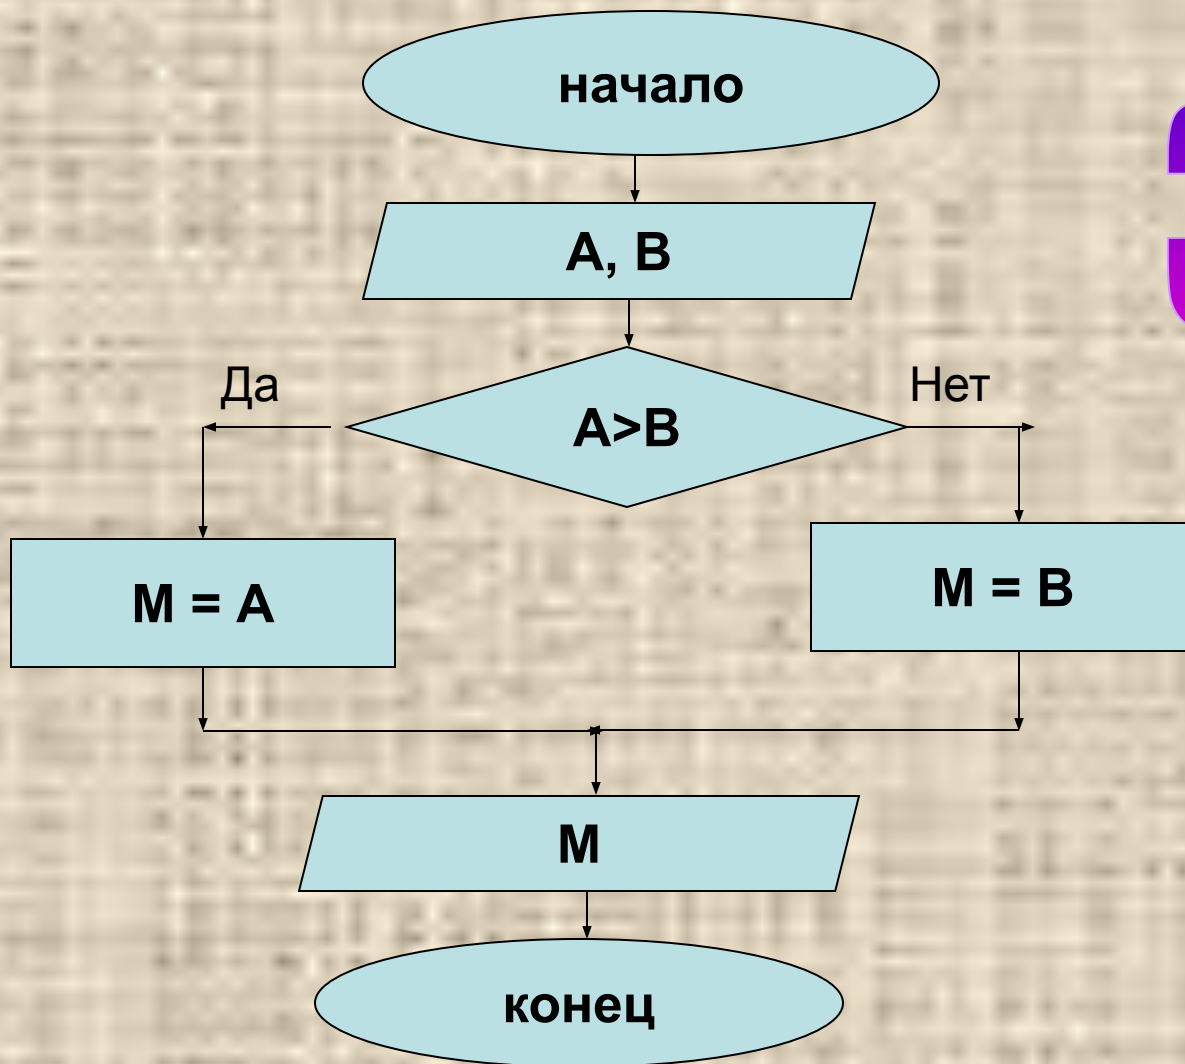 начало
А, В
Да
Нет
А>В
М = А
М = В
М
конец